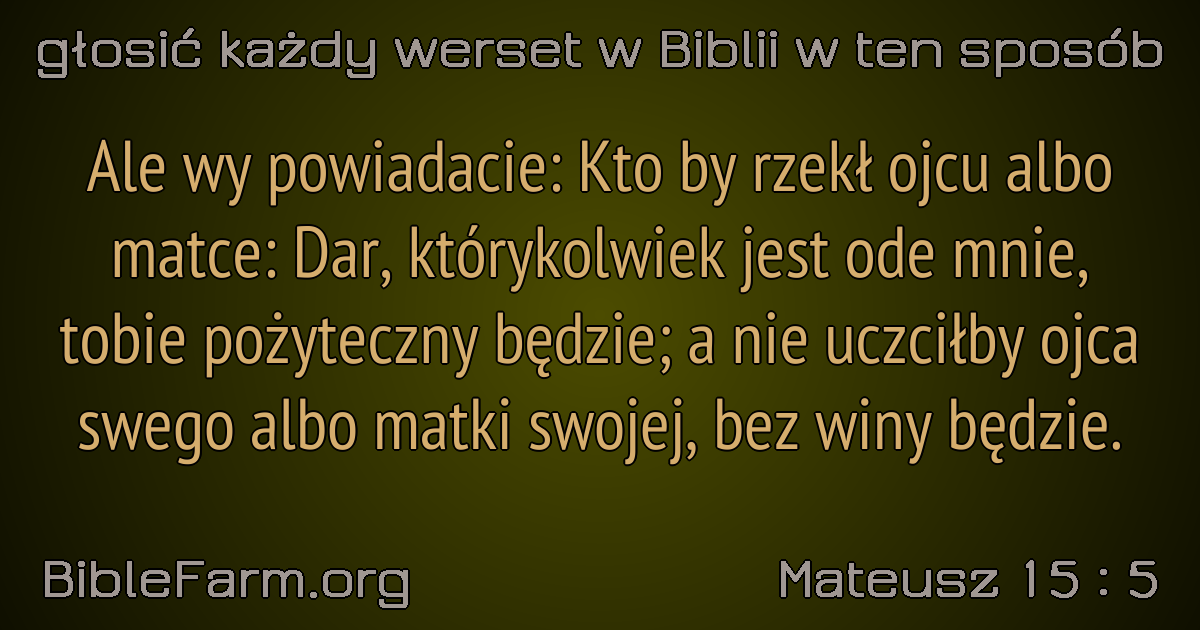 głosić każdy werset w Biblii w ten sposób
Ale wy powiadacie: Kto by rzekł ojcu albo
matce: Dar, którykolwiek jest ode mnie,
tobie pożyteczny będzie; a nie uczciłby ojca
swego albo matki swojej, bez winy będzie.
BibleFarm.org
Mateusz 15 : 5